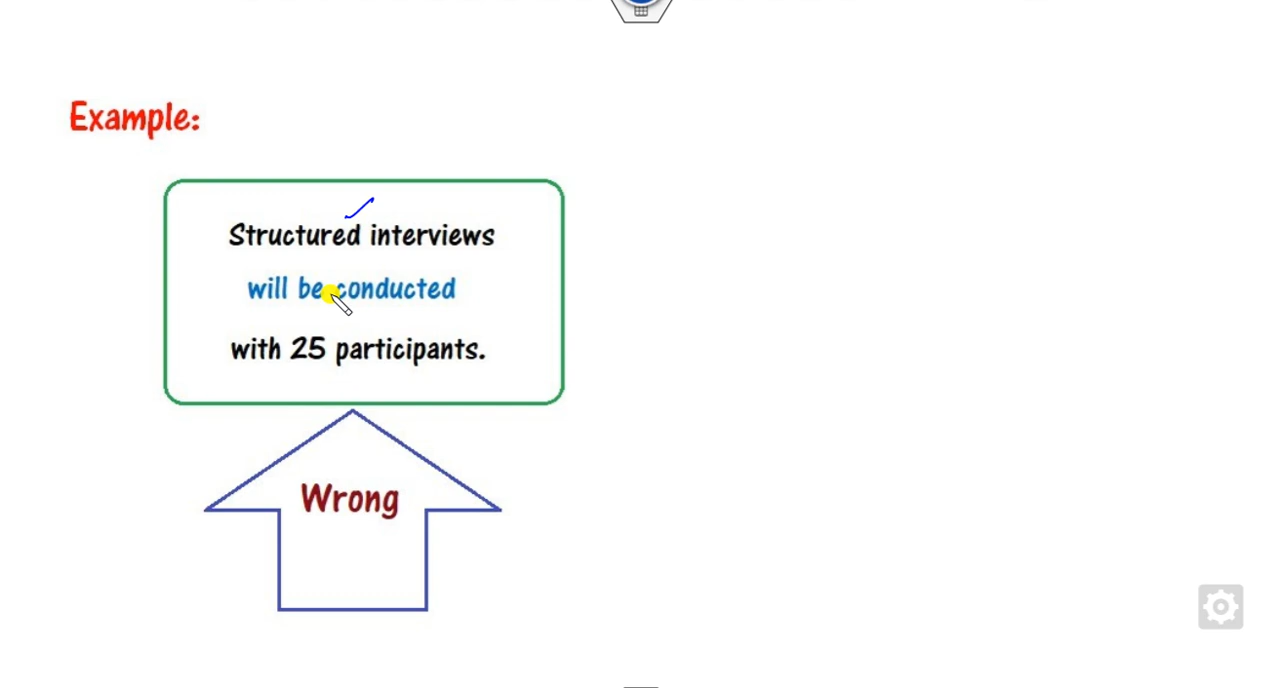 Example:
Structured interviews
will be conducted
with 25 participants.
Wrong